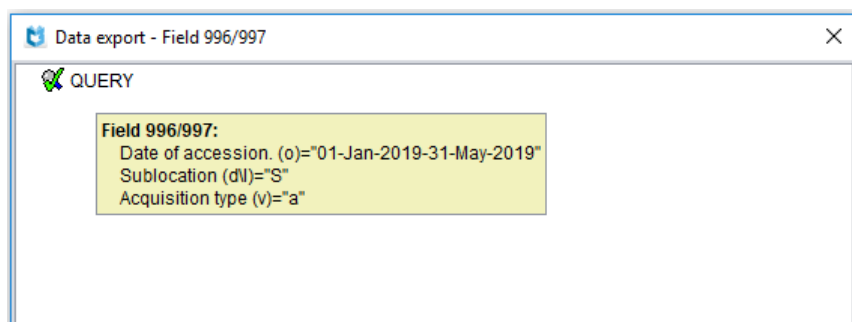 Data export - Field 996/997
QUERY
Field 996/997:
Date of accession. (o)="01-Jan-2019-31-May-2019"
Sublocation (d\l)="S"
Acquisition type (v)="a"